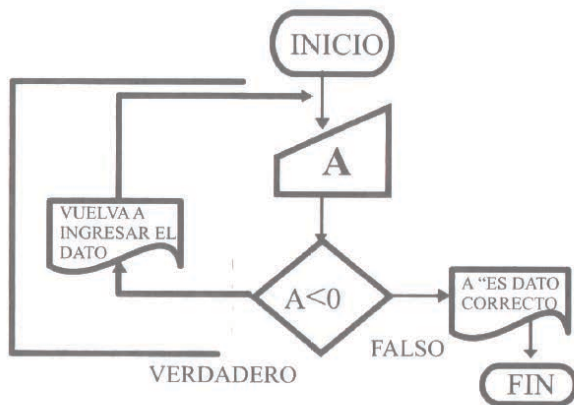 INICIO
A
VUELVA A
INGRESAR EL
DATO
A<0
A “ES DATO
CORRECTO
FALSO
VERDADERO
FIN